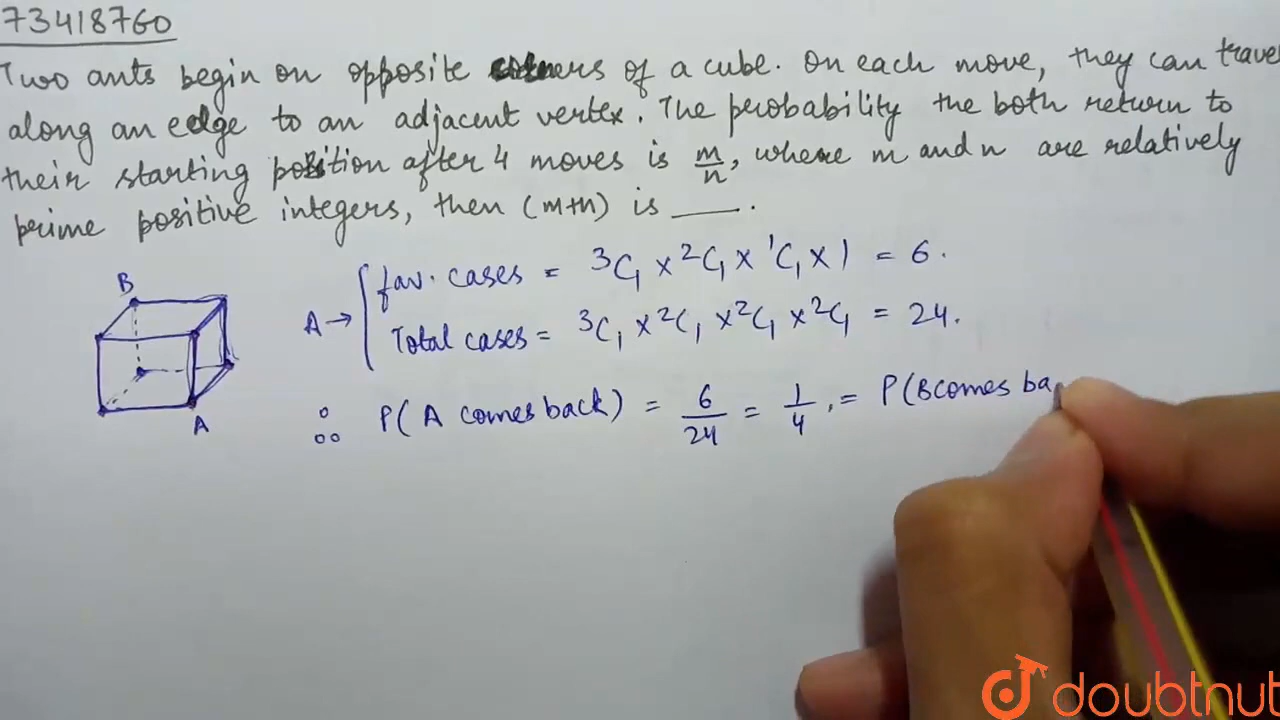 73418760
Two ants begin on opposite corners of a cube. On each move, they can trave
along an edge to an adjacent vertex. The probability the both return to
their starting position after 4 moves is m/n, where m and n are relatively
prime positive integers, then (m+n) is ___.
B
A
A → { fav. cases = ³C₁ x ²C₁ x ¹C₁ x 1 = 6.
Total cases = ³C₁ x ²C₁ x ²C₁ x ²C₁ = 24.
∴ P( A comes back ) = 6/24 = 1/4 . = P(B comes ba
doubtnut